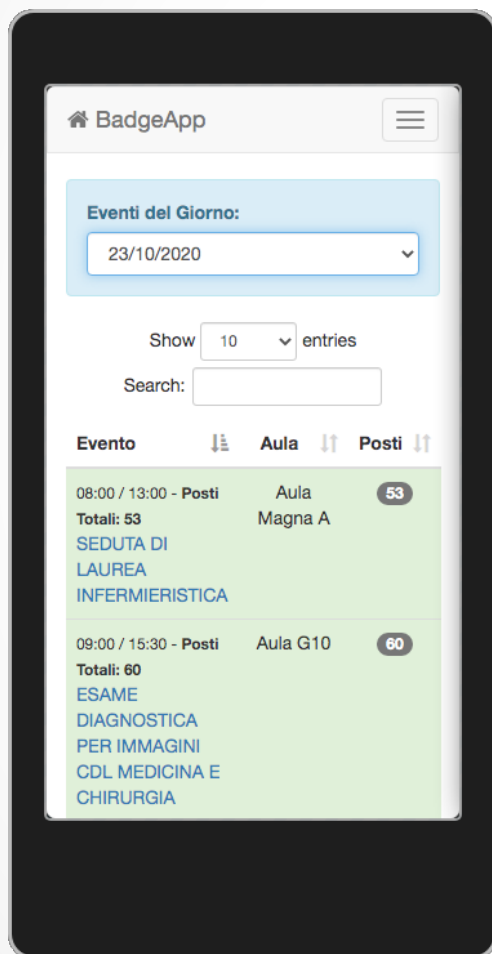 BadgeApp
Eventi del Giorno:
23/10/2020
Show 10 entries
Search:
Evento Aula Posti
08:00 / 13:00 - Posti Aula 53
Totali: 53 Magna A
SEDUTA DI
LAUREA
INFERMIERISTICA
09:00 / 15:30 - Posti Aula G10 60
Totali: 60
ESAME
DIAGNOSTICA
PER IMMAGINI
CDL MEDICINA E
CHIRURGIA